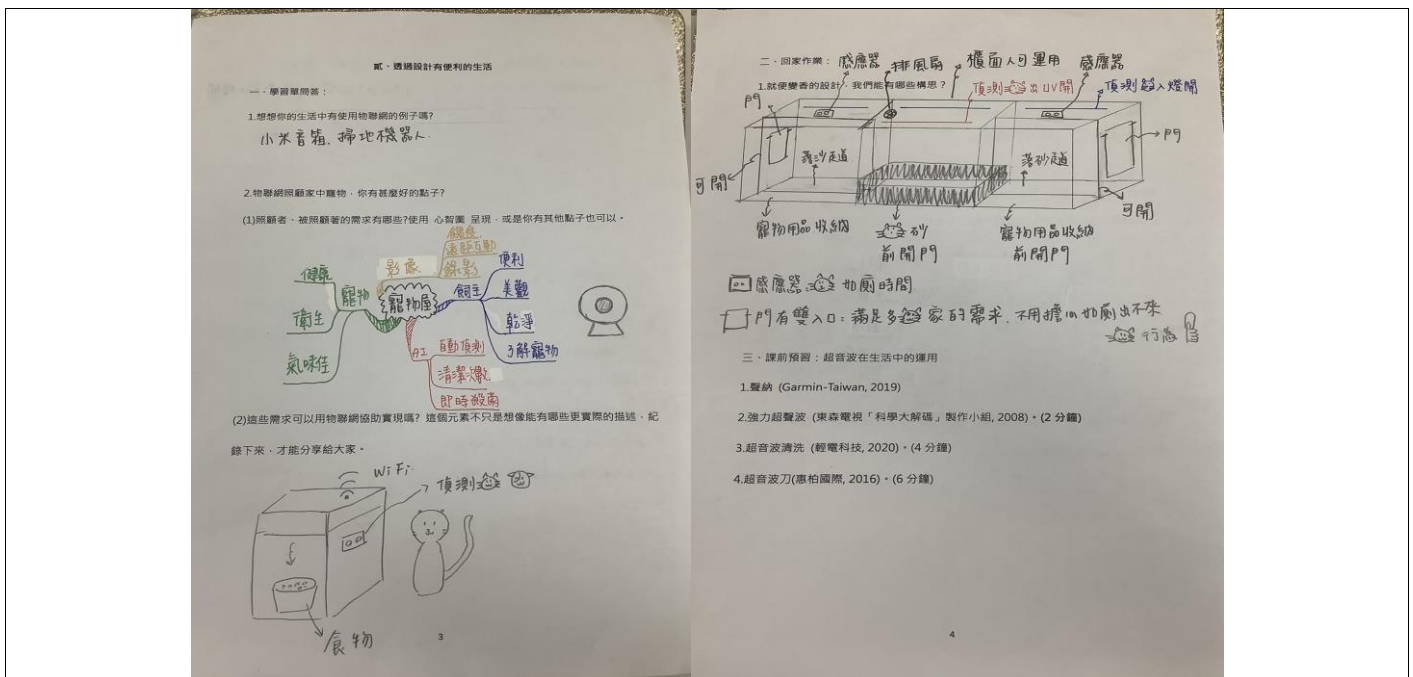 貳、透過設計有便利的生活
一、學習單問答：
1.想想你的生活中有使用物聯網的例子嗎?
小米音箱、掃地機器人.
2.物聯網照顧家中寵物，你有甚麼好的點子?
(1)照顧者、被照顧著的需求有哪些?使用 心智圖 呈現，或是你有其他點子也可以。
寵物屋
影像
遠距互動
錄影
飼主
便利
美觀
乾淨
了解寵物
寵物
健康
衛生
氣味佳
AI
自動偵測
清潔次數
即時殺菌
(2)這些需求可以用物聯網協助實現嗎? 這個元素不只是想像能有哪些更實際的描述，紀
錄下來，才能分享給大家。
WiFi
偵測
食物
3
二、回家作業：
感應器
排風扇
櫃面人可運用
感應器
1.就便變香的設計，我們能有哪些構思？
偵測 出UV開
偵測 入燈開
門
門
落砂走道
落砂走道
可開
可開
寵物用品收納
砂
前開門
寵物用品收納
前開門
感應器 如廁時間
門有雙入口：滿足多 家的需求、不用擔心如廁出不來
行為
三、課前預習：超音波在生活中的運用
1.聲納 (Garmin-Taiwan, 2019)
2.強力超聲波 (東森電視「科學大解碼」製作小組, 2008)。(2 分鐘)
3.超音波清洗 (輕電科技, 2020)。(4 分鐘)
4.超音波刀(惠柏國際, 2016)。(6 分鐘)
4